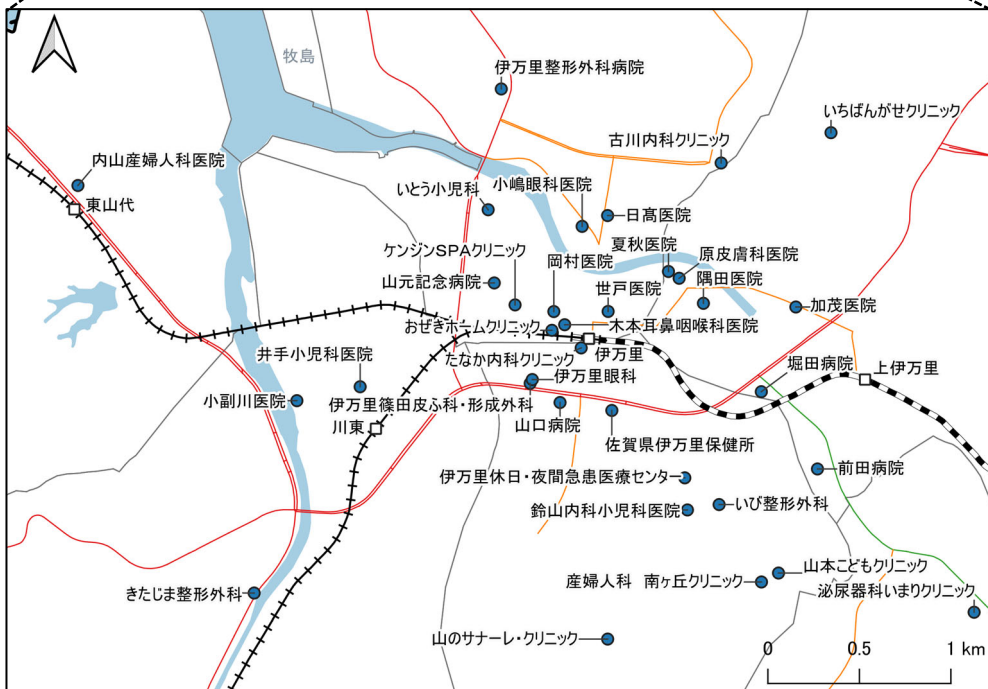 牧島
伊万里整形外科病院
いちばんがせクリニック
古川内科クリニック
内山産婦人科医院
東山代
いとう小児科
小嶋眼科医院
日髙医院
ケンジンSPAクリニック
夏秋医院
原皮膚科医院
岡村医院
山元記念病院
世戸医院
隅田医院
加茂医院
おぜきホームクリニック
木本耳鼻咽喉科医院
たなか内科クリニック
伊万里
井手小児科医院
伊万里眼科
堀田病院
上伊万里
小副川医院
伊万里篠田皮ふ科・形成外科
川東
山口病院
佐賀県伊万里保健所
伊万里休日・夜間急患医療センタ
前田病院
鈴山内科小児科医院
いび整形外科
山本こどもクリニック
産婦人科 南ヶ丘クリニック
きたじま整形外科
泌尿器科いまりクリニック
山のサナーレ・クリニック
0 0.5 1 km